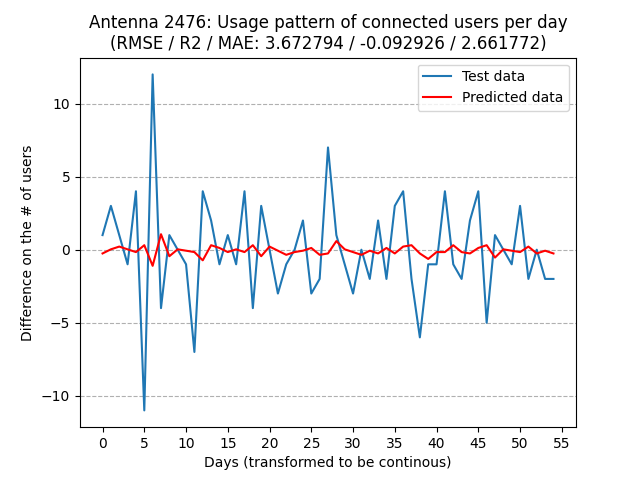 Antenna 2476: Usage pattern of connected users per day
(RMSE / R2 / MAE: 3.672794 / -0.092926 / 2.661772)
Test data
Predicted data
Difference on the # of users
10
5
0
−5
−10
0 5 10 15 20 25 30 35 40 45 50 55
Days (transformed to be continous)